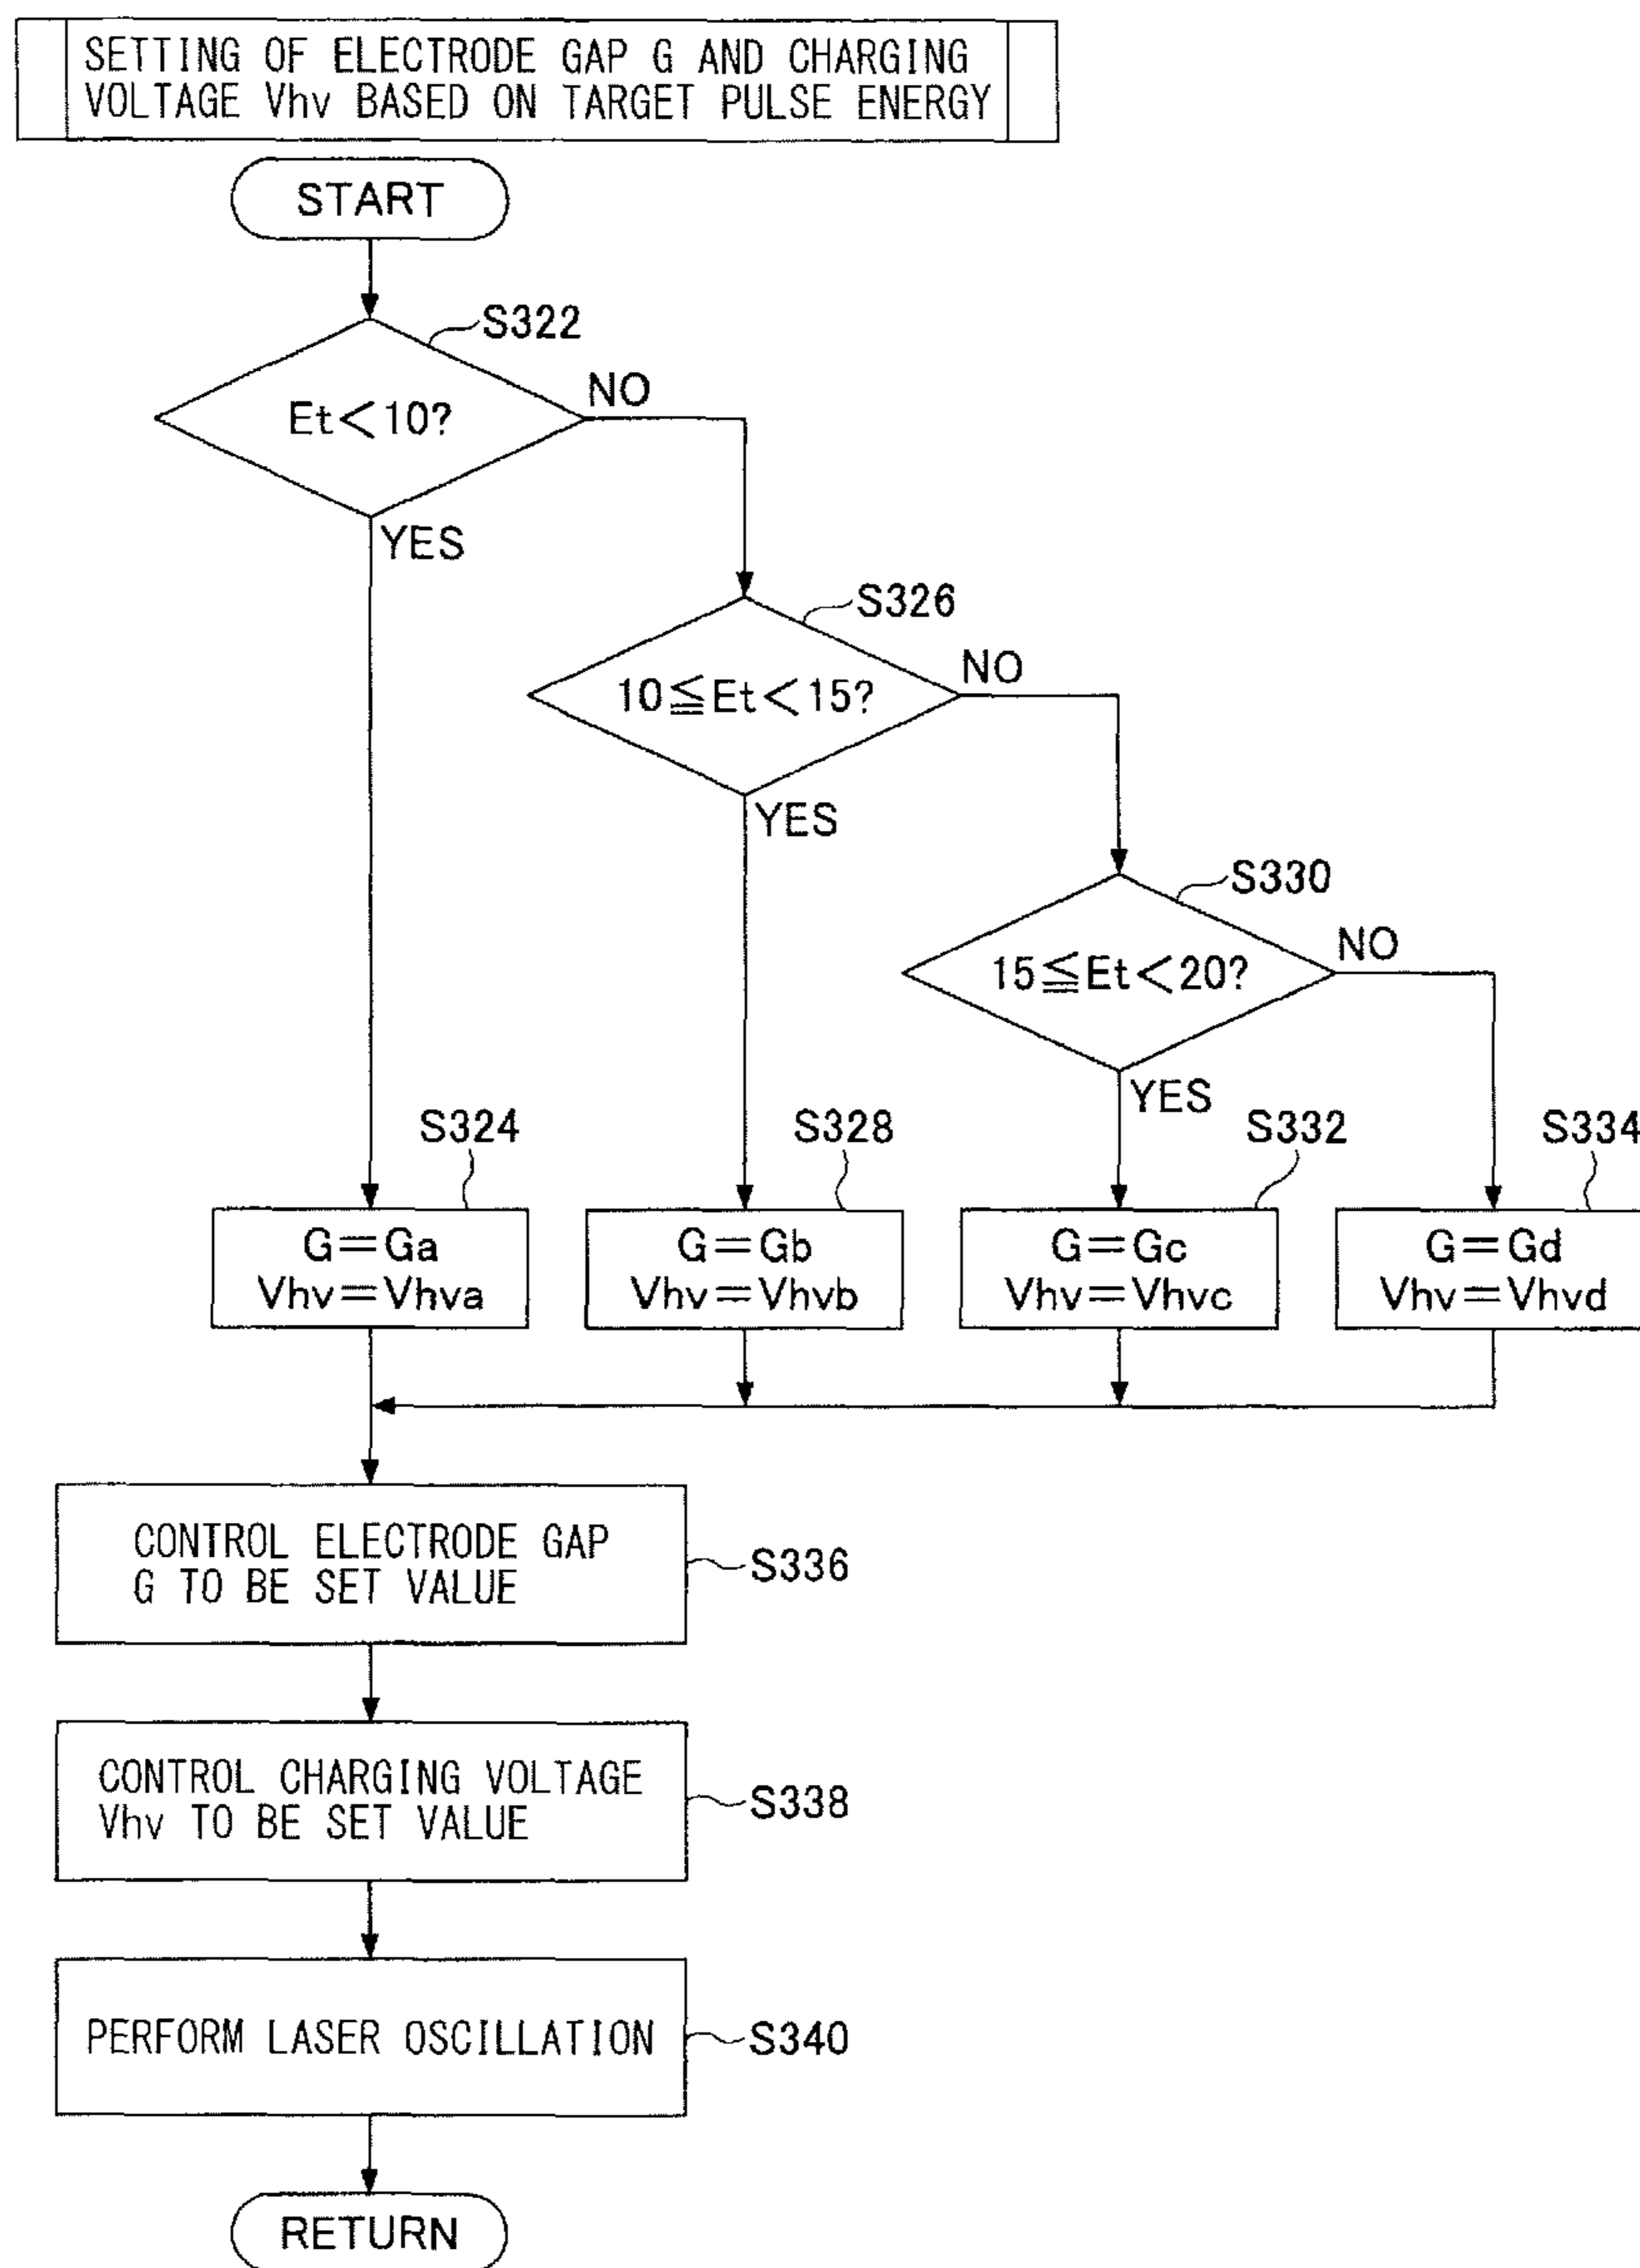 SETTING OF ELECTRODE GAP G AND CHARGING
VOLTAGE Vhv BASED ON TARGET PULSE ENERGY
START
S322
Et<10?
NO
YES
S326
10≦Et<15?
NO
YES
S330
15≦Et<20?
NO
YES
S324
S328
S332
S334
G=Ga
Vhv=Vhva
G=Gb
Vhv=Vhvb
G=Gc
Vhv=Vhvc
G=Gd
Vhv=Vhvd
CONTROL ELECTRODE GAP
G TO BE SET VALUE
S336
CONTROL CHARGING VOLTAGE
Vhv TO BE SET VALUE
S338
PERFORM LASER OSCILLATION
S340
RETURN